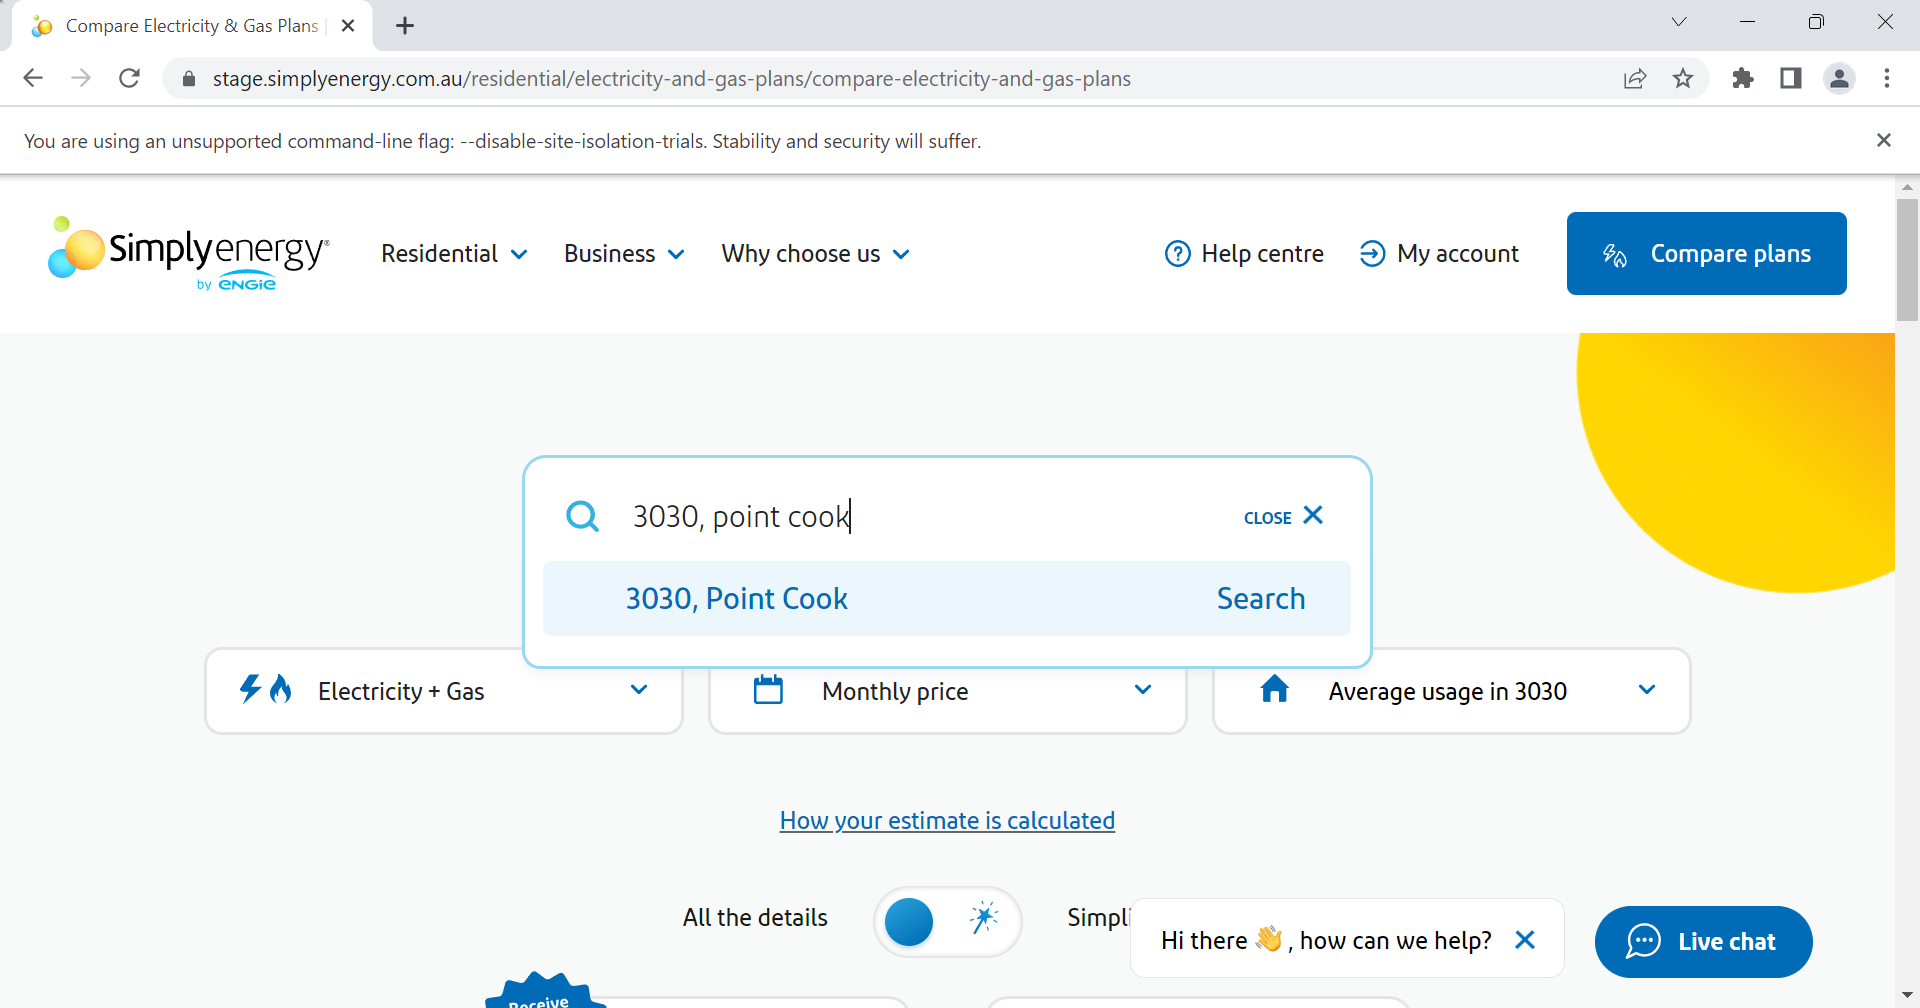 Compare Electricity & Gas Plans
stage.simplyenergy.com.au/residential/electricity-and-gas-plans/compare-electricity-and-gas-plans
You are using an unsupported command-line flag: --disable-site-isolation-trials. Stability and security will suffer.
Simplyenergy®
by ENGIE
Residential
Business
Why choose us
Help centre
My account
Compare plans
3030, point cook
CLOSE
3030, Point Cook
Search
Electricity + Gas
Monthly price
Average usage in 3030
How your estimate is calculated
All the details
Simpli
Hi there 👋, how can we help?
Live chat
Receive